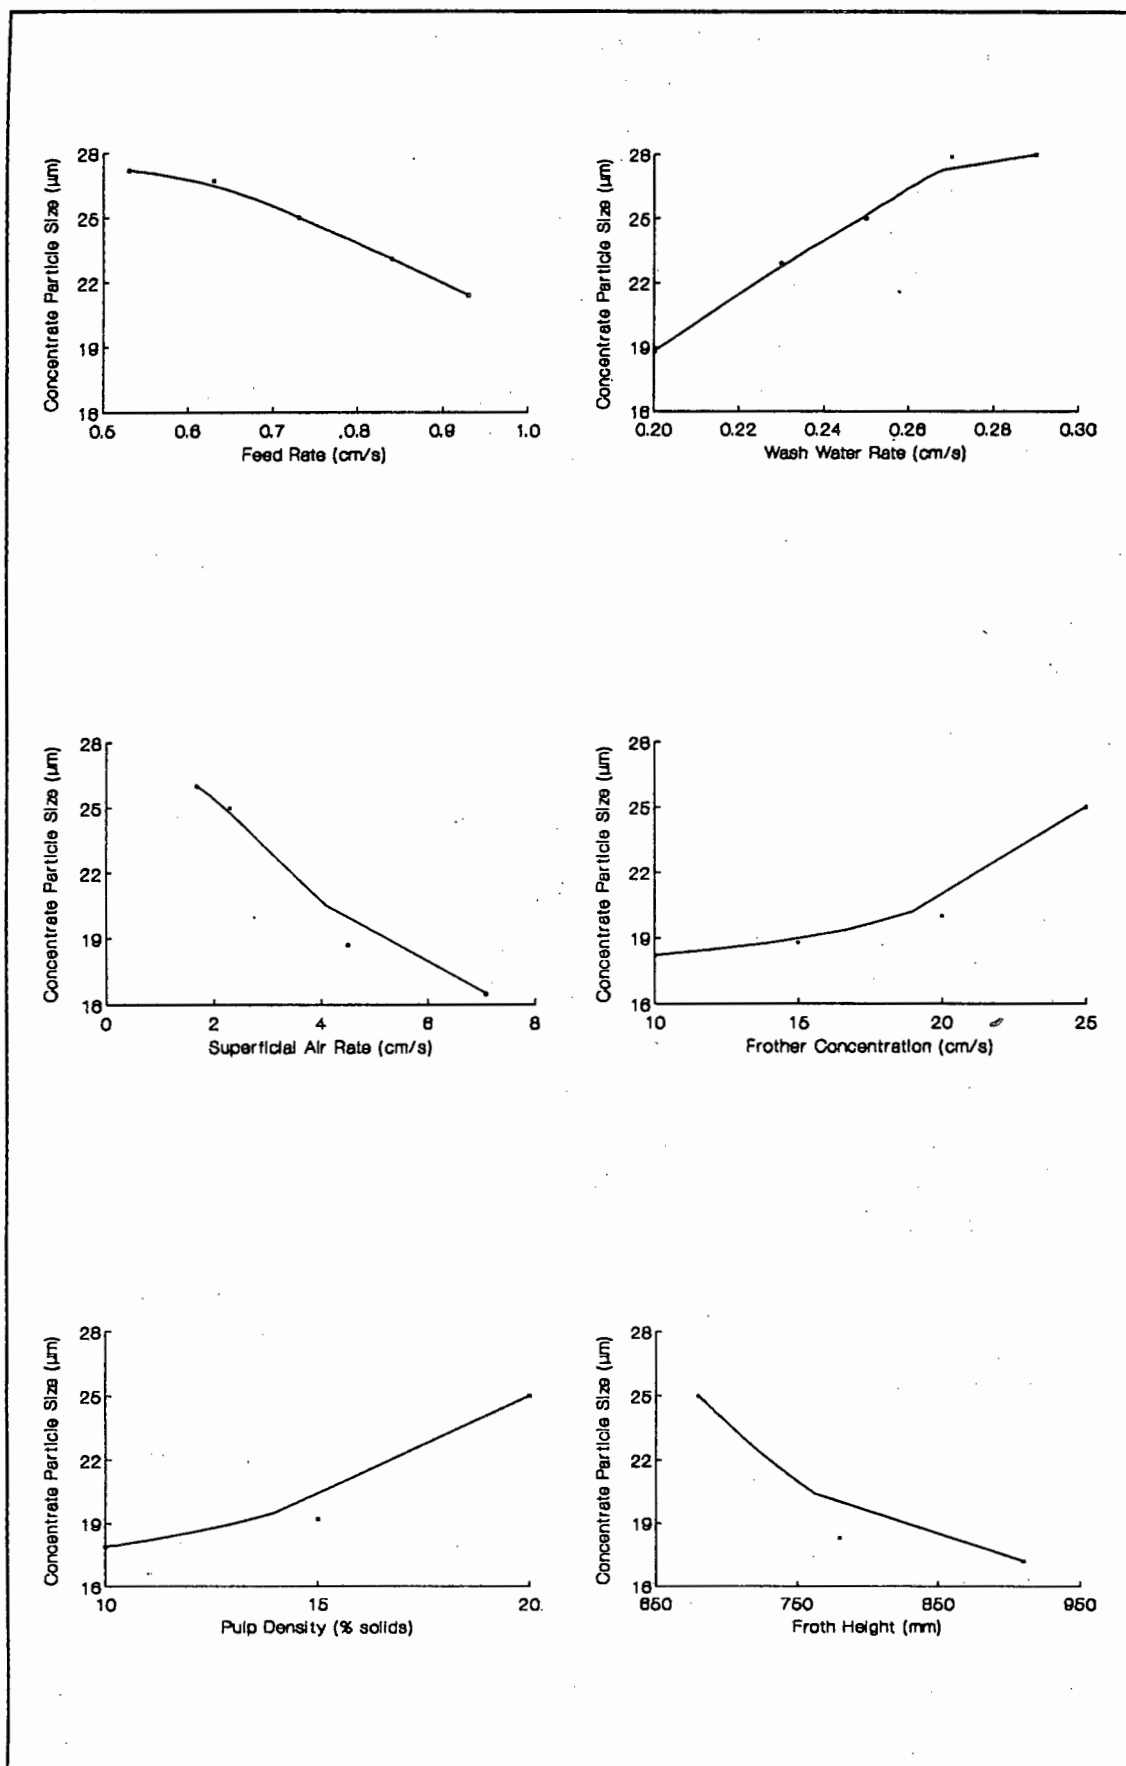 Concentrate Particle Size (µm)
28
25
22
19
16
0.5 0.6 0.7 0.8 0.9 1.0
Feed Rate (cm/s)
Concentrate Particle Size (µm)
28
25
22
19
16
0.20 0.22 0.24 0.26 0.28 0.30
Wash Water Rate (cm/s)
Concentrate Particle Size (µm)
28
25
22
19
16
0 2 4 6 8
Superficial Air Rate (cm/s)
Concentrate Particle Size (µm)
28
25
22
19
16
10 15 20 25
Frother Concentration (cm/s)
Concentrate Particle Size (µm)
28
25
22
19
16
10 15 20
Pulp Density (% solids)
Concentrate Particle Size (µm)
28
25
22
19
16
650 750 850 950
Froth Height (mm)